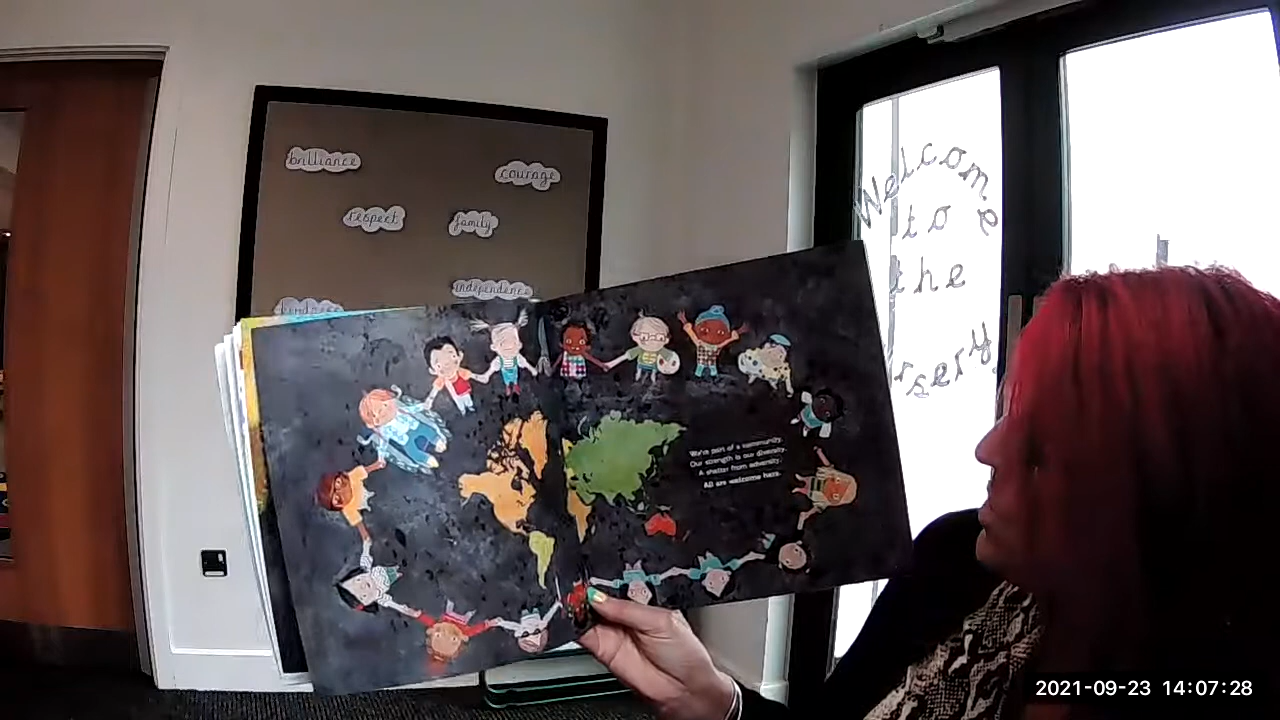 brilliance
courage
respect
family
independence
kindness
Welcome
to
the
We're part of a community.
Our strength is our diversity.
A shelter from adversity.
All are welcome here.
2021-09-23 14:07:28